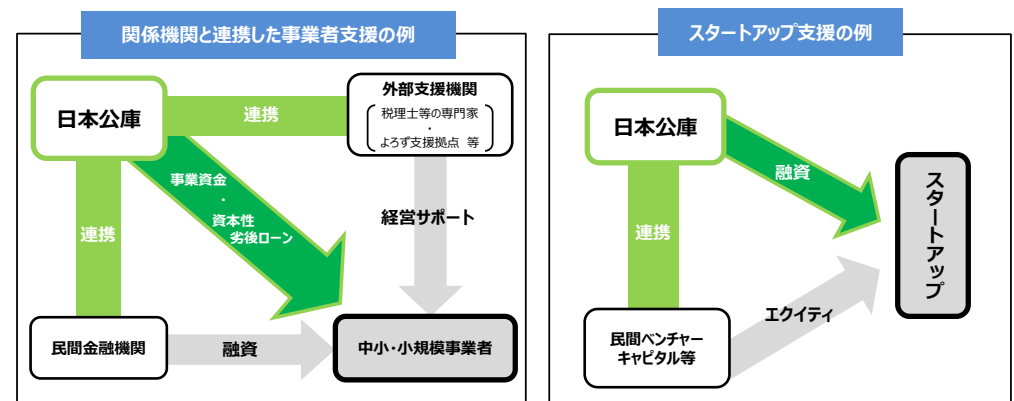 関係機関と連携した事業者支援の例
日本公庫
連携
外部支援機関
税理士等の専門家
・
よろず支援拠点 等
事業資金
・
資本性
劣後ローン
連携
経営サポート
民間金融機関
融資
中小・小規模事業者
スタートアップ支援の例
日本公庫
融資
連携
スタートアップ
エクイティ
民間ベンチャー
キャピタル等